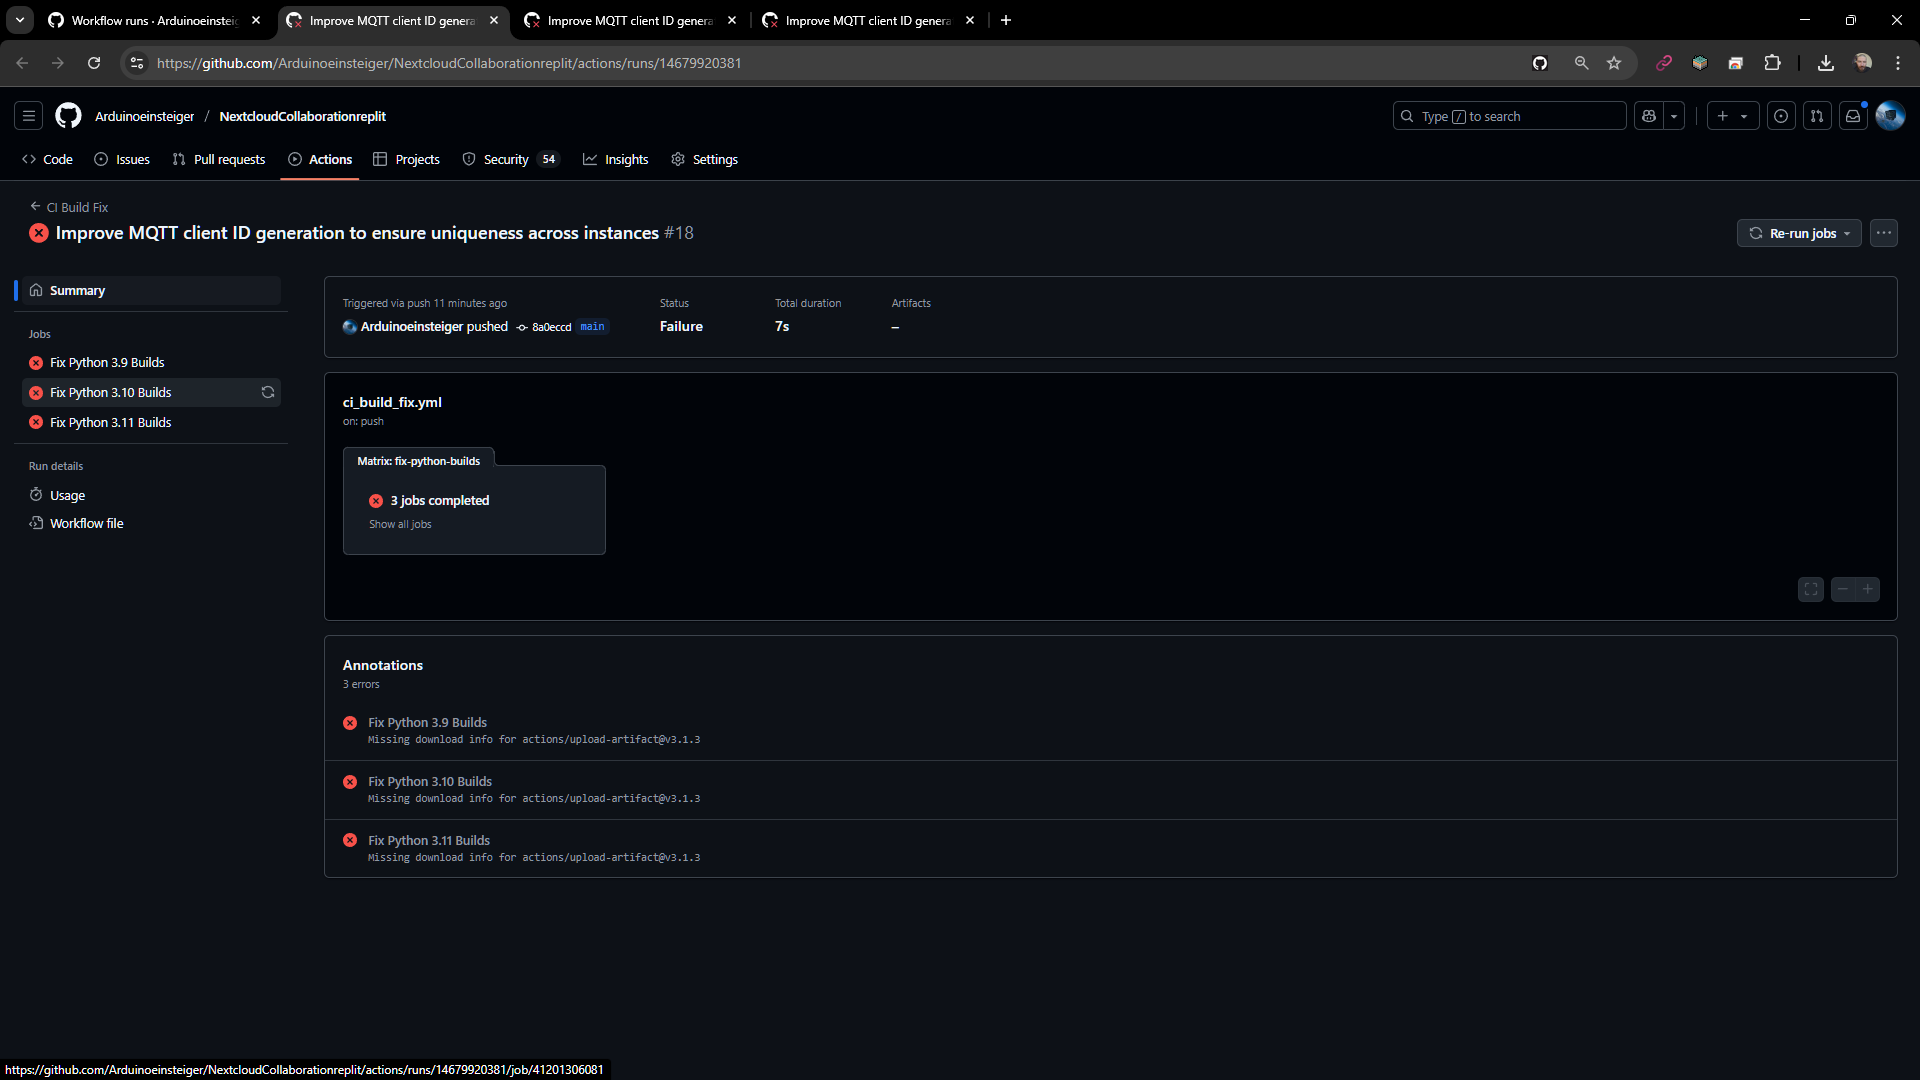 Workflow runs · Arduinoeinsteig
Improve MQTT client ID genera
Improve MQTT client ID genera
Improve MQTT client ID genera
https://github.com/Arduinoeinsteiger/NextcloudCollaborationreplit/actions/runs/14679920381
Arduinoeinsteiger / NextcloudCollaborationreplit
Type / to search
Code
Issues
Pull requests
Actions
Projects
Security 54
Insights
Settings
CI Build Fix
Improve MQTT client ID generation to ensure uniqueness across instances #18
Re-run jobs
Summary
Jobs
Fix Python 3.9 Builds
Fix Python 3.10 Builds
Fix Python 3.11 Builds
Run details
Usage
Workflow file
Triggered via push 11 minutes ago
Arduinoeinsteiger pushed 8a0eccd main
Status
Failure
Total duration
7s
Artifacts
–
ci_build_fix.yml
on: push
Matrix: fix-python-builds
3 jobs completed
Show all jobs
Annotations
3 errors
Fix Python 3.9 Builds
Missing download info for actions/upload-artifact@v3.1.3
Fix Python 3.10 Builds
Missing download info for actions/upload-artifact@v3.1.3
Fix Python 3.11 Builds
Missing download info for actions/upload-artifact@v3.1.3
https://github.com/Arduinoeinsteiger/NextcloudCollaborationreplit/actions/runs/14679920381/job/41201306081